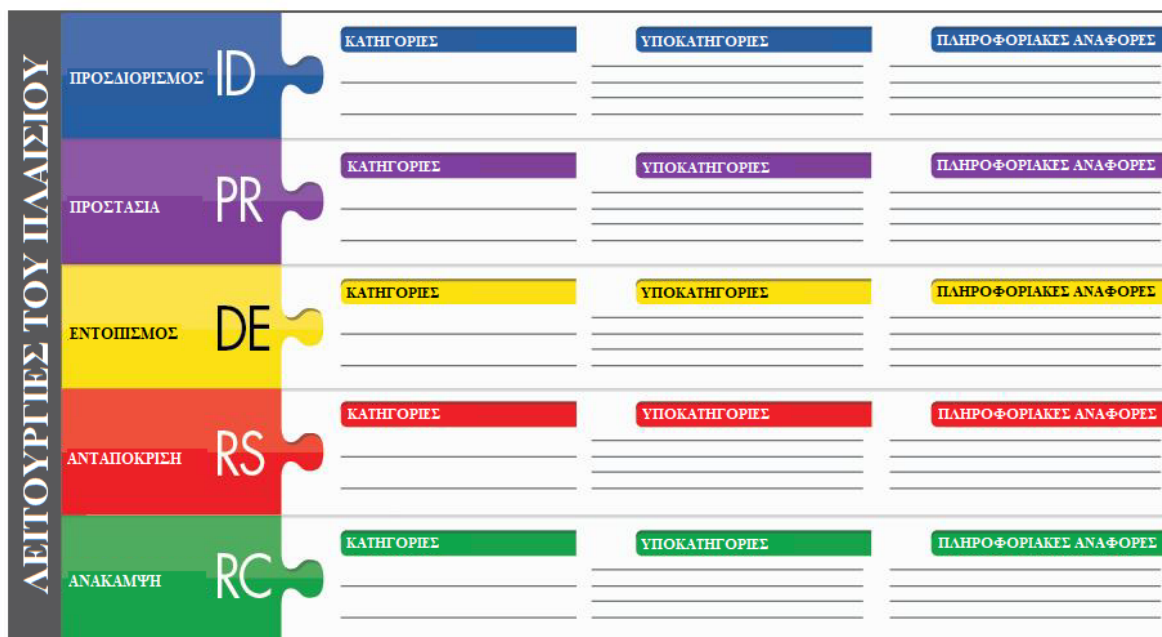 ΛΕΙΤΟΥΡΓΙΕΣ ΤΟΥ ΠΛΑΙΣΙΟΥ
ΠΡΟΣΔΙΟΡΙΣΜΟΣ ID
ΚΑΤΗΓΟΡΙΕΣ ΥΠΟΚΑΤΗΓΟΡΙΕΣ ΠΛΗΡΟΦΟΡΙΑΚΕΣ ΑΝΑΦΟΡΕΣ
ΠΡΟΣΤΑΣΙΑ PR
ΚΑΤΗΓΟΡΙΕΣ ΥΠΟΚΑΤΗΓΟΡΙΕΣ ΠΛΗΡΟΦΟΡΙΑΚΕΣ ΑΝΑΦΟΡΕΣ
ΕΝΤΟΠΙΣΜΟΣ DE
ΚΑΤΗΓΟΡΙΕΣ ΥΠΟΚΑΤΗΓΟΡΙΕΣ ΠΛΗΡΟΦΟΡΙΑΚΕΣ ΑΝΑΦΟΡΕΣ
ΑΝΤΑΠΟΚΡΙΣΗ RS
ΚΑΤΗΓΟΡΙΕΣ ΥΠΟΚΑΤΗΓΟΡΙΕΣ ΠΛΗΡΟΦΟΡΙΑΚΕΣ ΑΝΑΦΟΡΕΣ
ΑΝΑΚΑΜΨΗ RC
ΚΑΤΗΓΟΡΙΕΣ ΥΠΟΚΑΤΗΓΟΡΙΕΣ ΠΛΗΡΟΦΟΡΙΑΚΕΣ ΑΝΑΦΟΡΕΣ